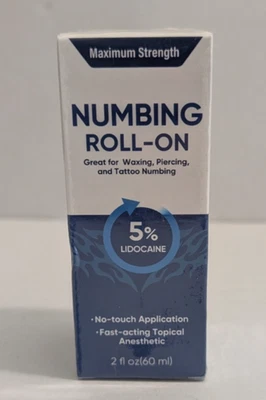 Maximum Strength
NUMBING
ROLL-ON
Great for Waxing, Piercing,
and Tattoo Numbing
5%
LIDOCAINE
•No-touch Application
•Fast-acting Topical
Anesthetic
2 fl oz(60 ml)